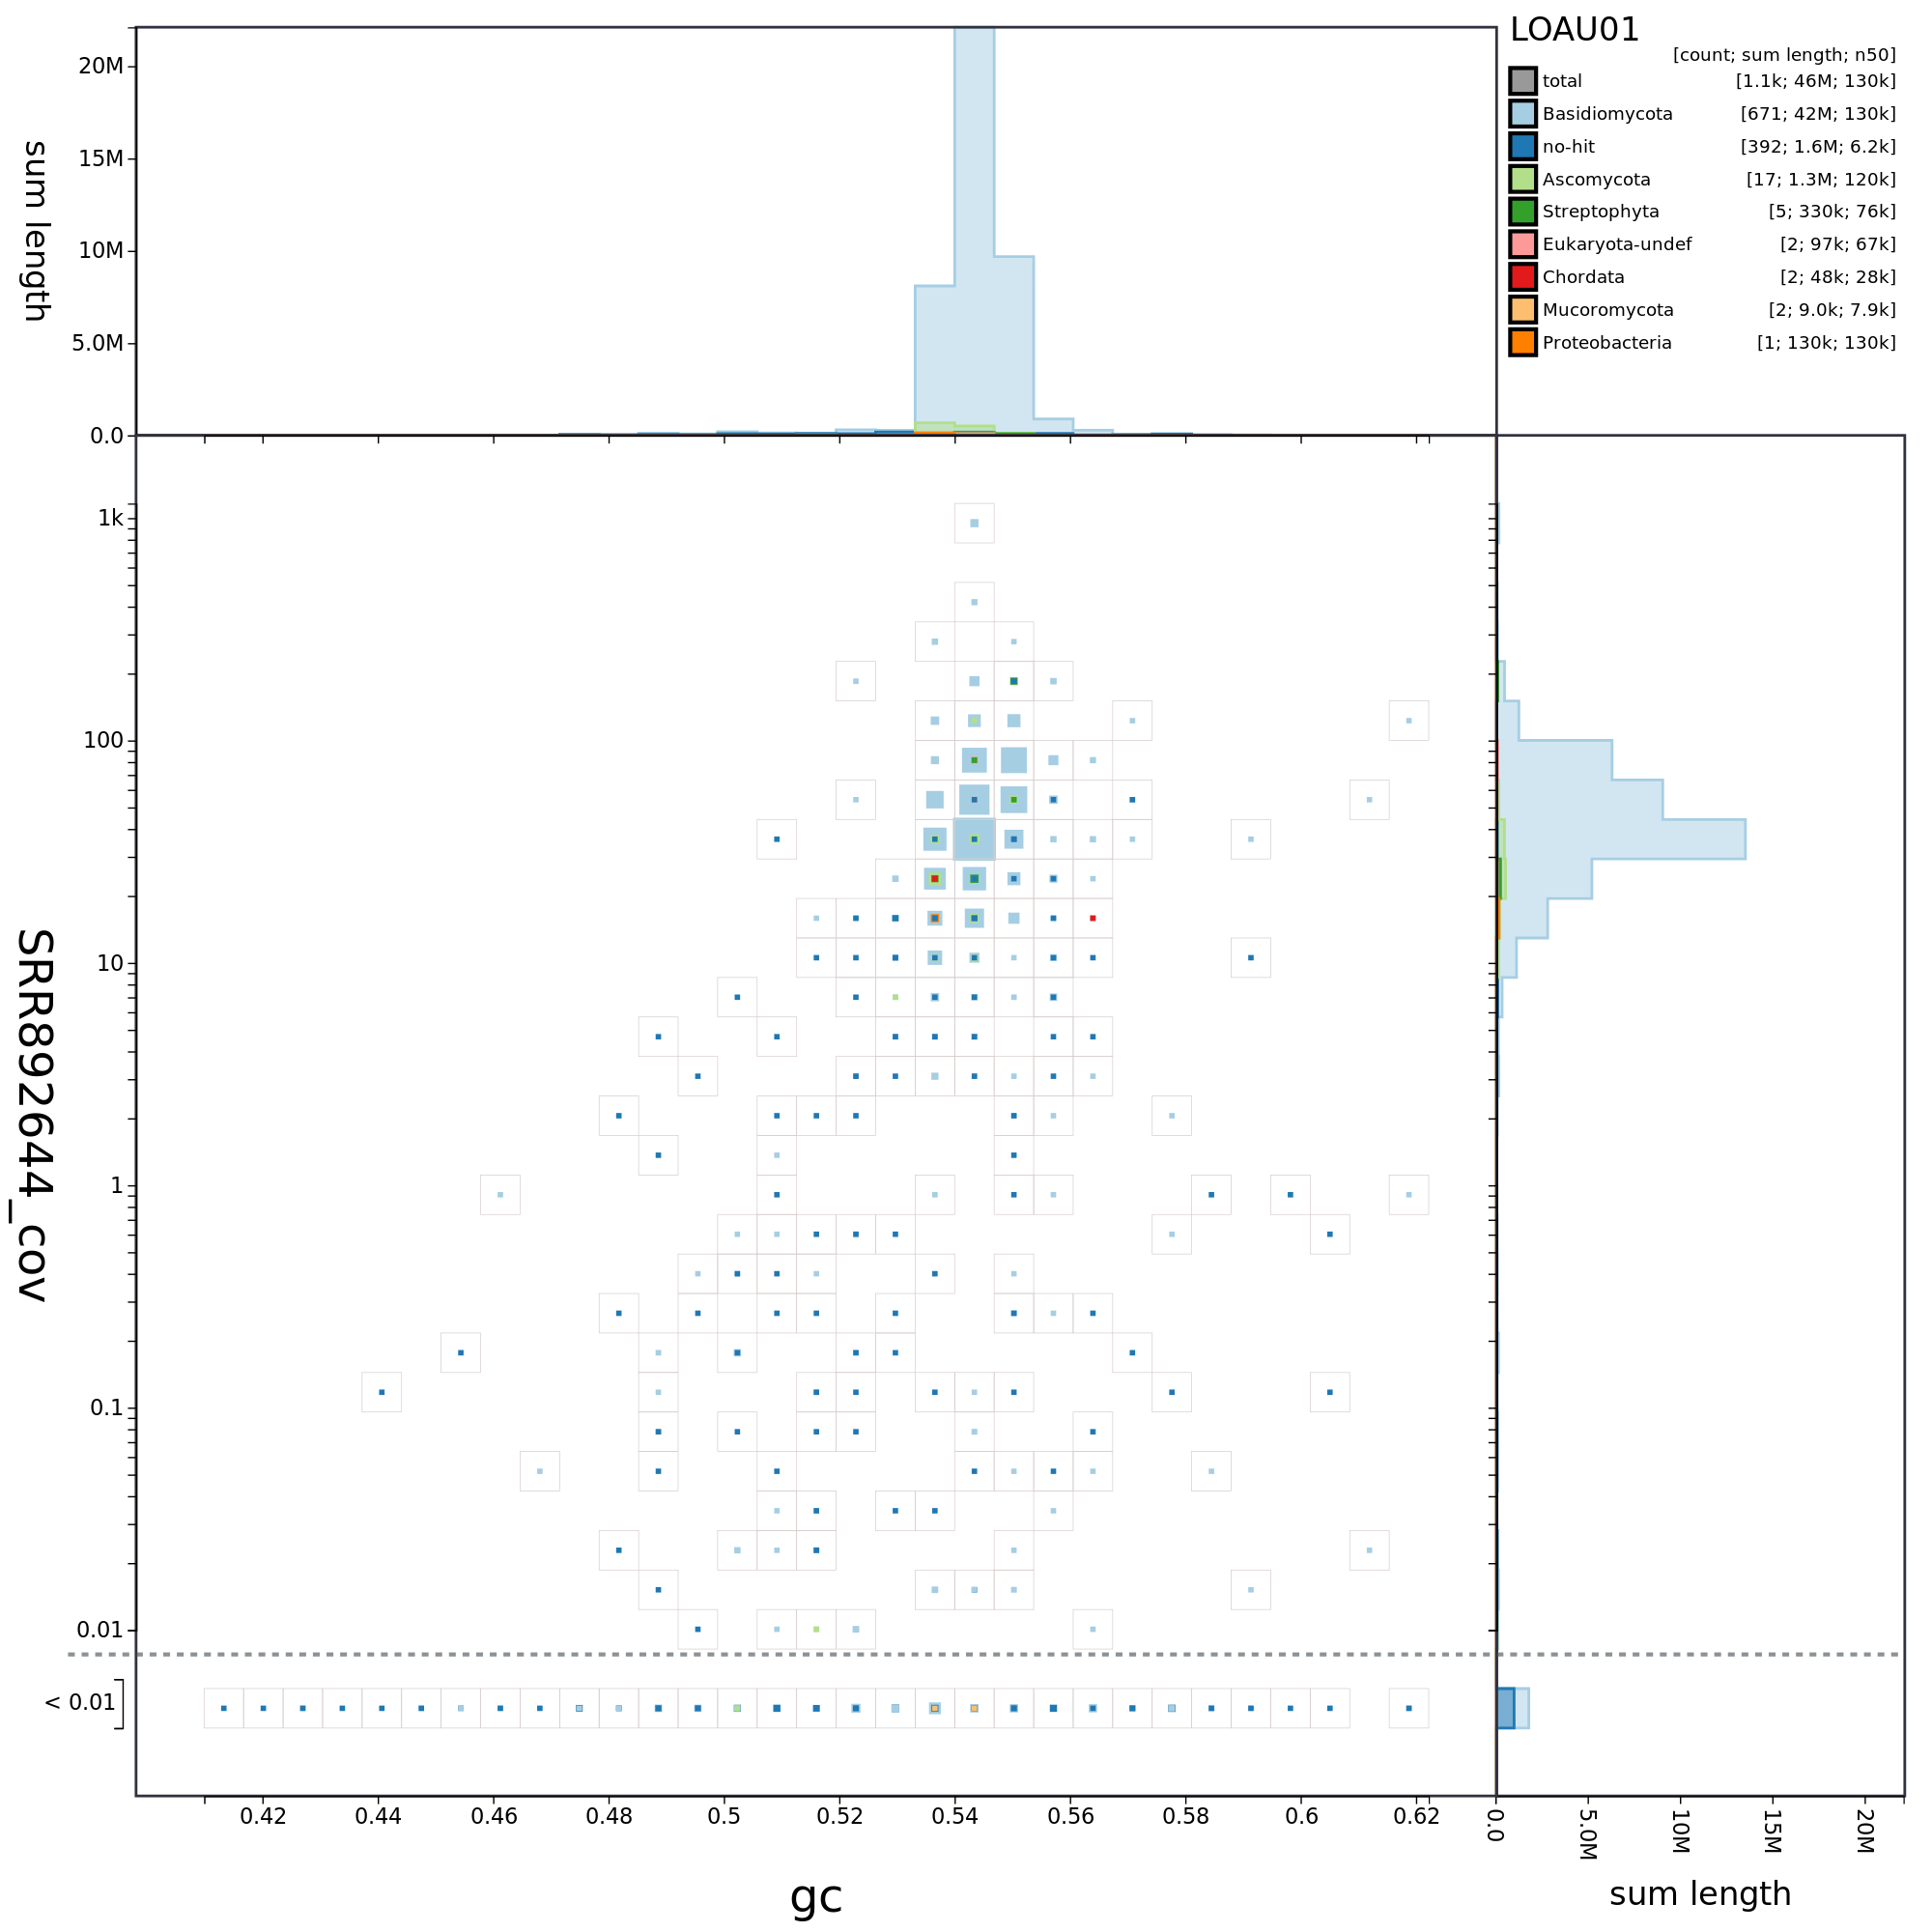 LOAU01
[count; sum length; n50]
total [1.1k; 46M; 130k]
Basidiomycota [671; 42M; 130k]
no-hit [392; 1.6M; 6.2k]
Ascomycota [17; 1.3M; 120k]
Streptophyta [5; 330k; 76k]
Eukaryota-undef [2; 97k; 67k]
Chordata [2; 48k; 28k]
Mucoromycota [2; 9.0k; 7.9k]
Proteobacteria [1; 130k; 130k]
sum length
20M
15M
10M
5.0M
0.0
SRR892644_cov
1k
100
10
1
0.1
0.01
< 0.01
0.42 0.44 0.46 0.48 0.5 0.52 0.54 0.56 0.58 0.6 0.62
gc
0.0 5.0M 10M 15M 20M
sum length